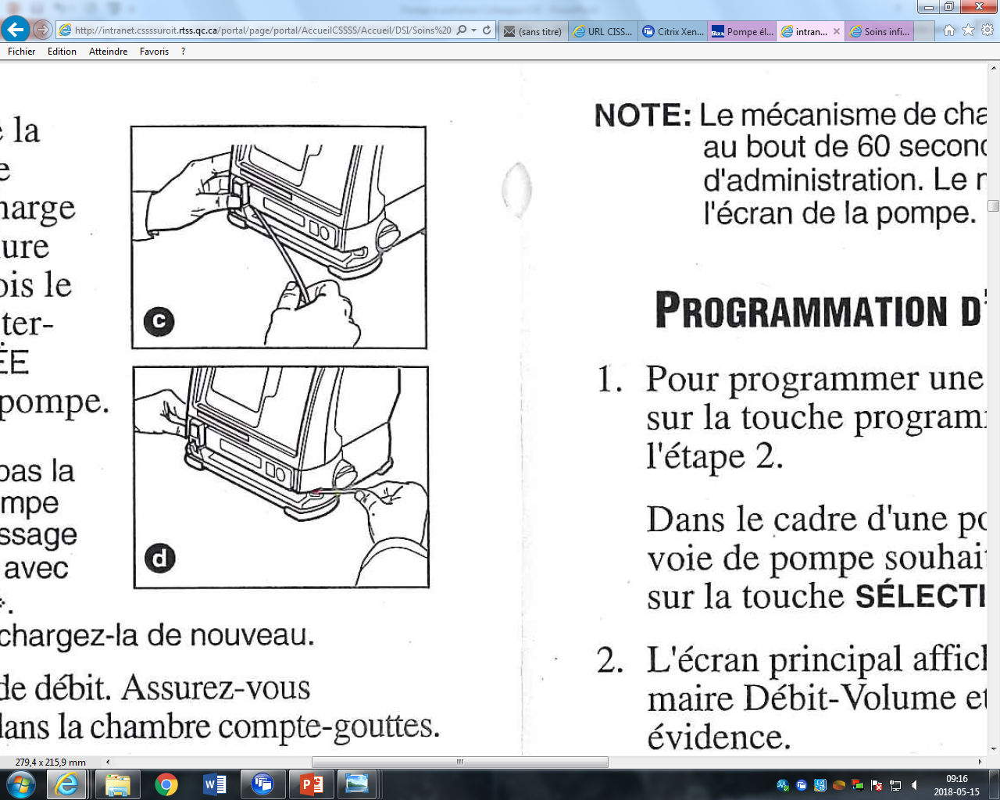 http://intranet.cssssuroit.rtss.qc.ca/portal/page/portal/AccueilCSSSS/Accueil/DSI/Soins%20
(sans titre)
URL CISS...
Citrix Xen...
Bax
Pompe él...
intran...
Soins infi...
Fichier Edition Atteindre Favoris ?
la
harge
lure
ois le
ter-
ÉE
pompe.
pas la
mpe
ssage
avec
chargez-la de nouveau.
de débit. Assurez-vous
dans la chambre compte-gouttes.
c
d
NOTE: Le mécanisme de cha
au bout de 60 second
d'administration. Le
l'écran de la pompe.
PROGRAMMATION D'
1. Pour programmer une
sur la touche program
l'étape 2.
Dans le cadre d'une po
voie de pompe souhai
sur la touche SÉLECTI
2. L'écran principal affic
maire Débit-Volume et
évidence.
279,4 x 215,9 mm
09:16
2018-05-15